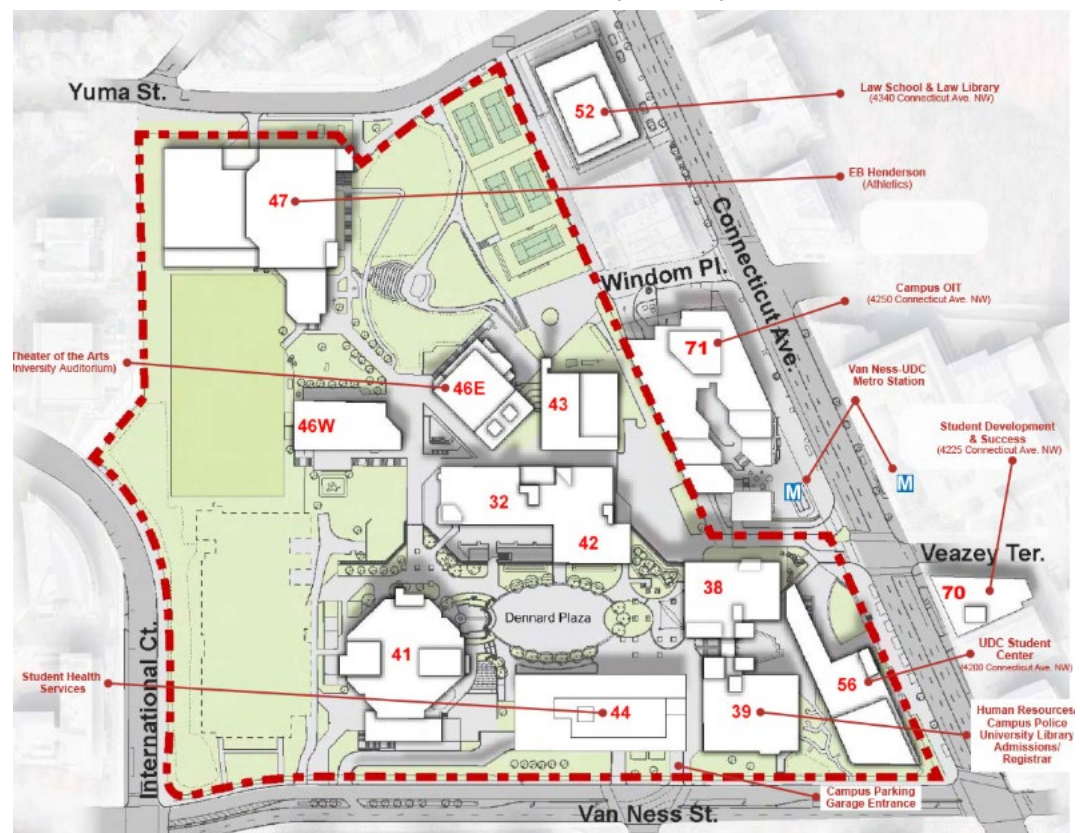 Yuma St.
52
Law School & Law Library
(4340 Connecticut Ave. NW)
47
EB Henderson
(Athletics)
Connecticut Ave.
Windom Pl.
Campus OIT
(4250 Connecticut Ave. NW)
71
Theater of the Arts
University Auditorium)
46E
43
Van Ness-UDC
Metro Station
46W
Student Development
& Success
(4225 Connecticut Ave. NW)
M
M
32
42
Veazey Ter.
38
70
Dennard Plaza
41
UDC Student
Center
(4200 Connecticut Ave. NW)
International Ct.
Student Health
Services
44
39
56
Human Resources/
Campus Police
University Library
Admissions/
Registrar
Campus Parking
Garage Entrance
Van Ness St.